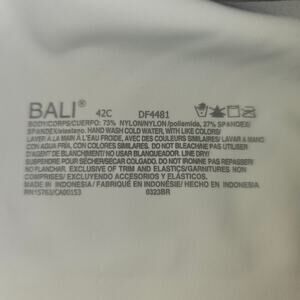 BALI® 42C DF4481
BODY/CORPS/CUERPO: 73% NYLON/NYLON/poliamida, 27% SPANDEX/
SPANDEX/elastano. HAND WASH COLD WATER, WITH LIKE COLORS/
LAVER À LA MAIN À L'EAU FROIDE, AVEC DES COULEURS SIMILAIRES / LAVAR A MANO
CON AGUA FRÍA, CON COLORES SIMILARES. DO NOT BLEACH/NE PAS UTILISER
D'AGENT DE BLANCHIMENT/ NO USAR BLANQUEADOR. LINE DRY/
SUSPENDRE POUR SÉCHER/SECAR COLGADO. DO NOT IRON/NE PAS REPASSER/
NO PLANCHAR. EXCLUSIVE OF TRIM AND ELASTICS/GARNITURES NON
COMPRISES/ EXCLUYENDO ACCESORIOS Y ELÁSTICOS.
MADE IN INDONESIA / FABRIQUÉ EN INDONÉSIE/ HECHO EN INDONESIA
RN15763/CA00153 0323BR